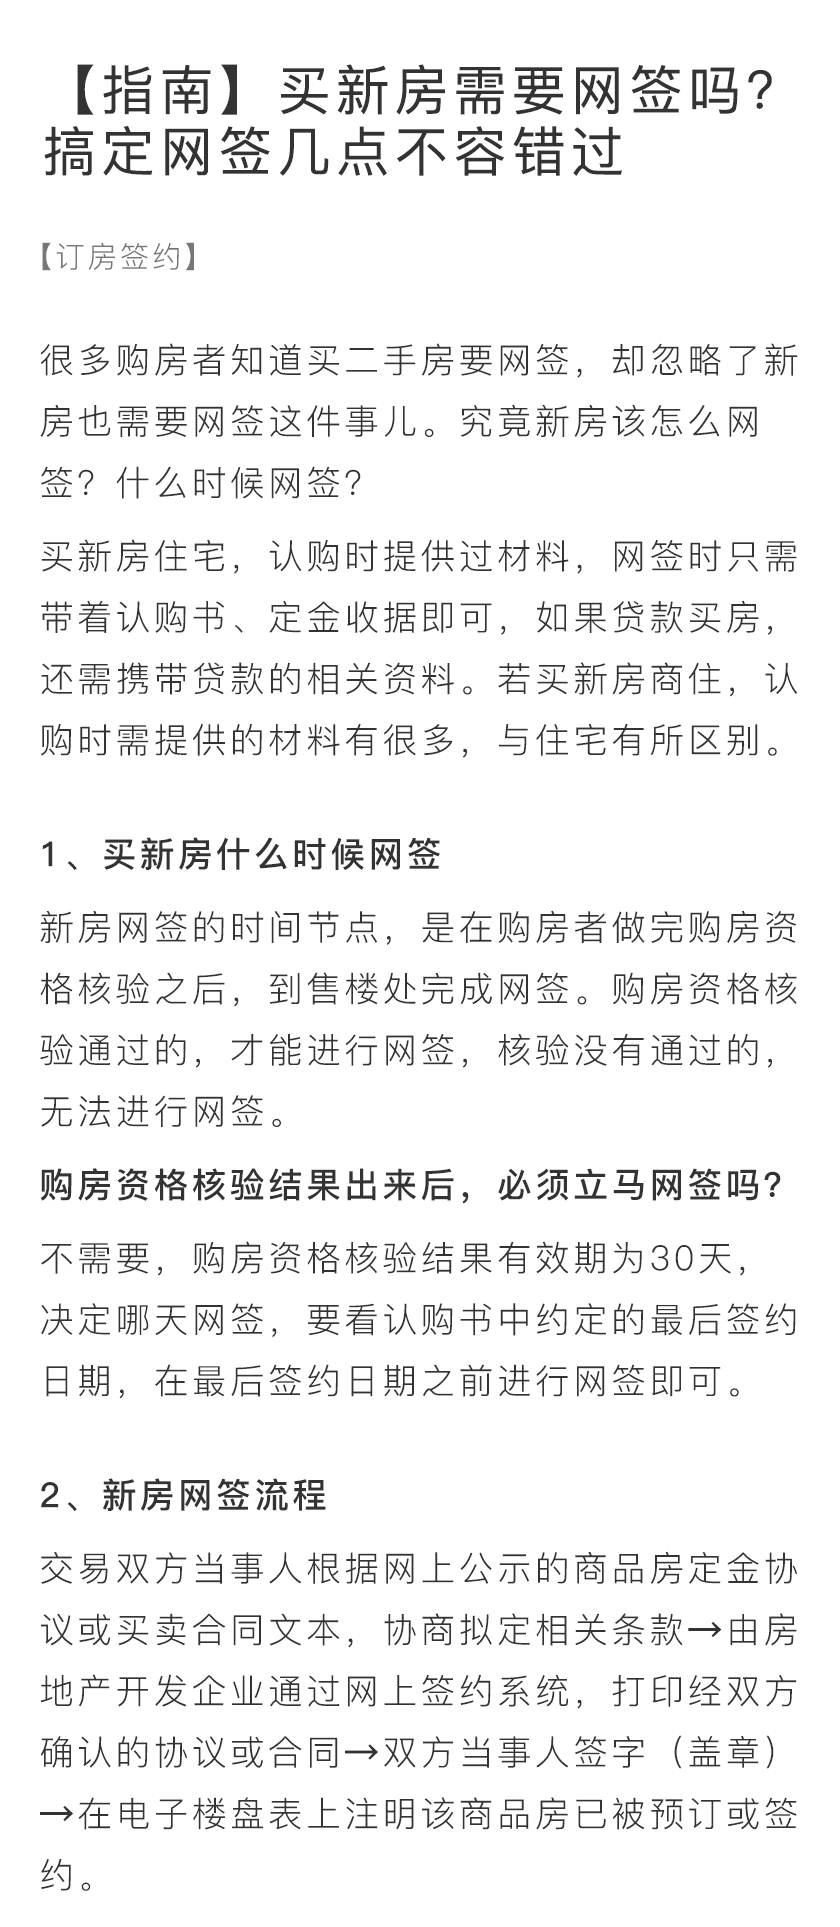 【指南】买新房需要网签吗？
搞定网签几点不容错过
【订房签约】
很多购房者知道买二手房要网签，却忽略了新
房也需要网签这件事儿。究竟新房该怎么网
签？什么时候网签？
买新房住宅，认购时提供过材料，网签时只需
带着认购书、定金收据即可，如果贷款买房，
还需携带贷款的相关资料。若买新房商住，认
购时需提供的材料有很多，与住宅有所区别。
1、买新房什么时候网签
新房网签的时间节点，是在购房者做完购房资
格核验之后，到售楼处完成网签。购房资格核
验通过的，才能进行网签，核验没有通过的，
无法进行网签。
购房资格核验结果出来后，必须立马网签吗？
不需要，购房资格核验结果有效期为30天，
决定哪天网签，要看认购书中约定的最后签约
日期，在最后签约日期之前进行网签即可。
2、新房网签流程
交易双方当事人根据网上公示的商品房定金协
议或买卖合同文本，协商拟定相关条款→由房
地产开发企业通过网上签约系统，打印经双方
确认的协议或合同→双方当事人签字（盖章）
→在电子楼盘表上注明该商品房已被预订或签
约。